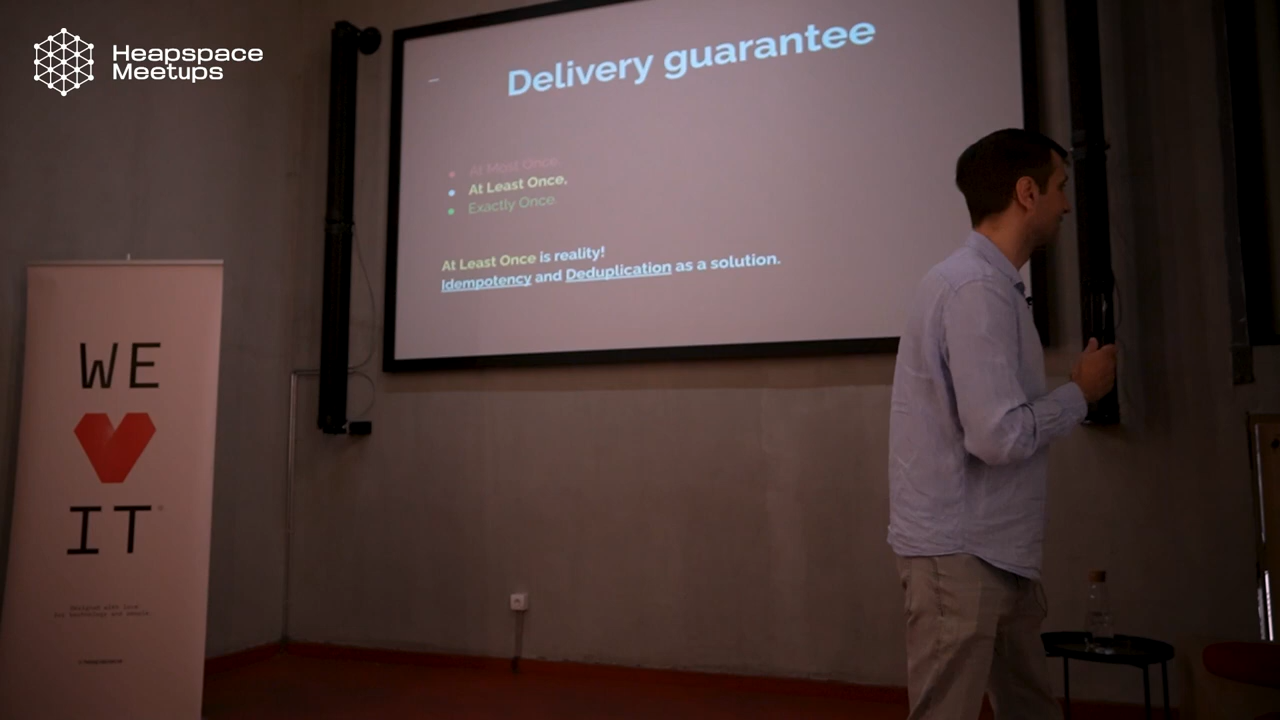 Heapspace
Meetups
Delivery guarantee
At Most Once,
At Least Once,
Exactly Once
At Least Once is reality!
Idempotency and Deduplication as a solution.
WE
IT